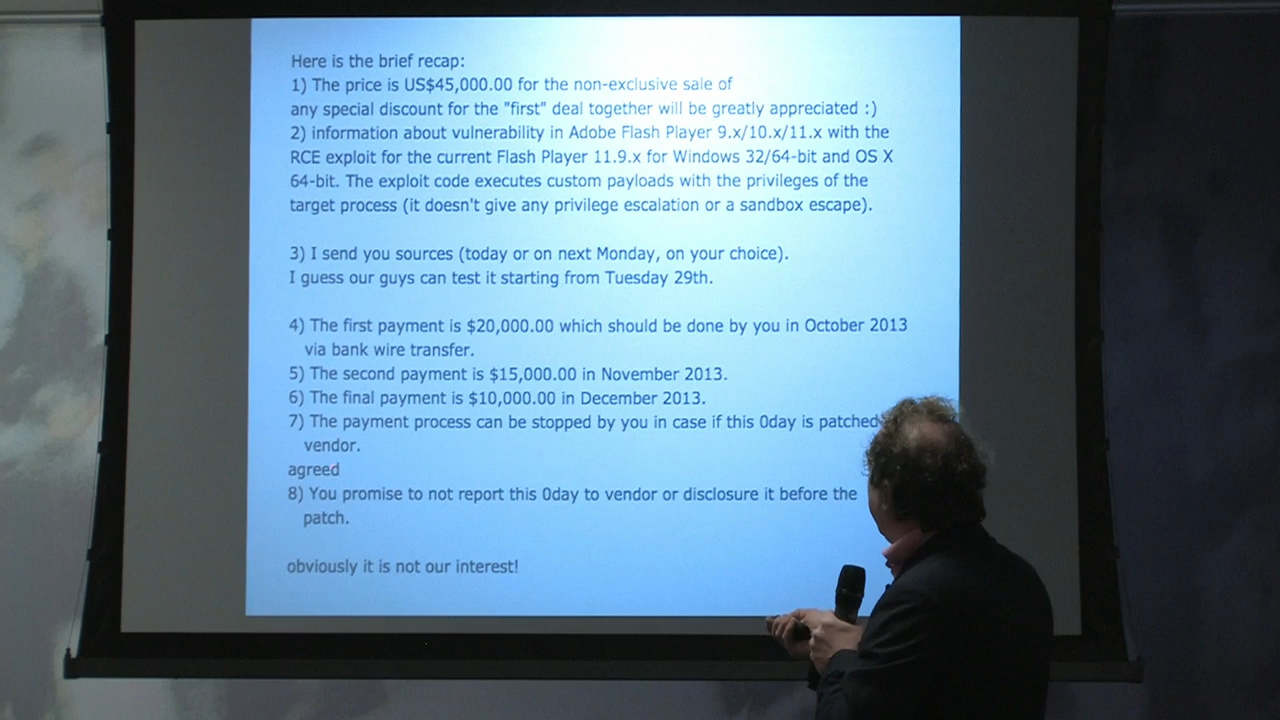 Here is the brief recap:
1) The price is US$45,000.00 for the non-exclusive sale of
any special discount for the "first" deal together will be greatly appreciated :)
2) information about vulnerability in Adobe Flash Player 9.x/10.x/11.x with the
RCE exploit for the current Flash Player 11.9.x for Windows 32/64-bit and OS X
64-bit. The exploit code executes custom payloads with the privileges of the
target process (it doesn't give any privilege escalation or a sandbox escape).
3) I send you sources (today or on next Monday, on your choice).
I guess our guys can test it starting from Tuesday 29th.
4) The first payment is $20,000.00 which should be done by you in October 2013
via bank wire transfer.
5) The second payment is $15,000.00 in November 2013.
6) The final payment is $10,000.00 in December 2013.
7) The payment process can be stopped by you in case if this 0day is patched
vendor.
agreed
8) You promise to not report this 0day to vendor or disclosure it before the
patch.
obviously it is not our interest!